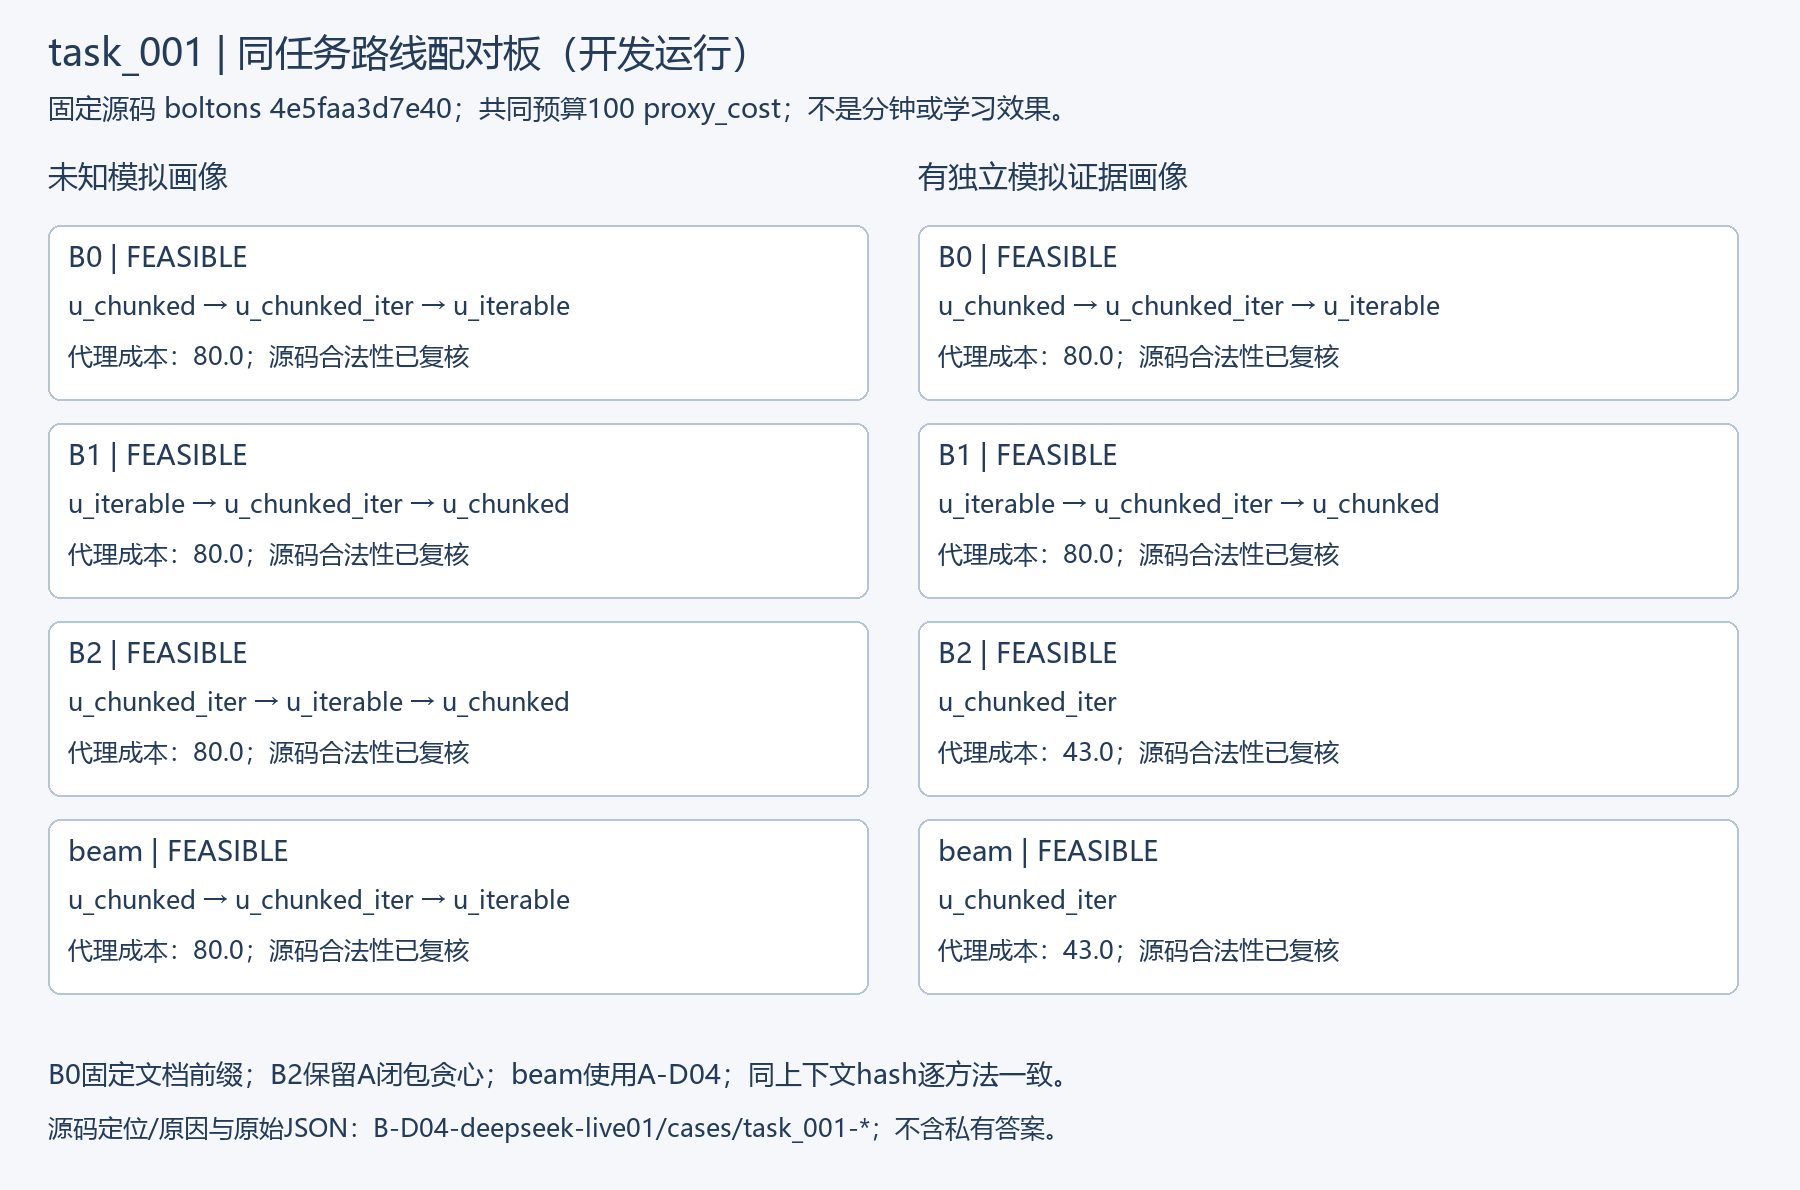 task_001 | 同任务路线配对板（开发运行）
固定源码 boltons 4e5faa3d7e40；共同预算100 proxy_cost；不是分钟或学习效果。
未知模拟画像
B0 | FEASIBLE
u_chunked → u_chunked_iter → u_iterable
代理成本：80.0；源码合法性已复核
B1 | FEASIBLE
u_iterable → u_chunked_iter → u_chunked
代理成本：80.0；源码合法性已复核
B2 | FEASIBLE
u_chunked_iter → u_iterable → u_chunked
代理成本：80.0；源码合法性已复核
beam | FEASIBLE
u_chunked → u_chunked_iter → u_iterable
代理成本：80.0；源码合法性已复核
有独立模拟证据画像
B0 | FEASIBLE
u_chunked → u_chunked_iter → u_iterable
代理成本：80.0；源码合法性已复核
B1 | FEASIBLE
u_iterable → u_chunked_iter → u_chunked
代理成本：80.0；源码合法性已复核
B2 | FEASIBLE
u_chunked_iter
代理成本：43.0；源码合法性已复核
beam | FEASIBLE
u_chunked_iter
代理成本：43.0；源码合法性已复核
B0固定文档前缀；B2保留A闭包贪心；beam使用A-D04；同上下文hash逐方法一致。
源码定位/原因与原始JSON：B-D04-deepseek-live01/cases/task_001-*；不含私有答案。